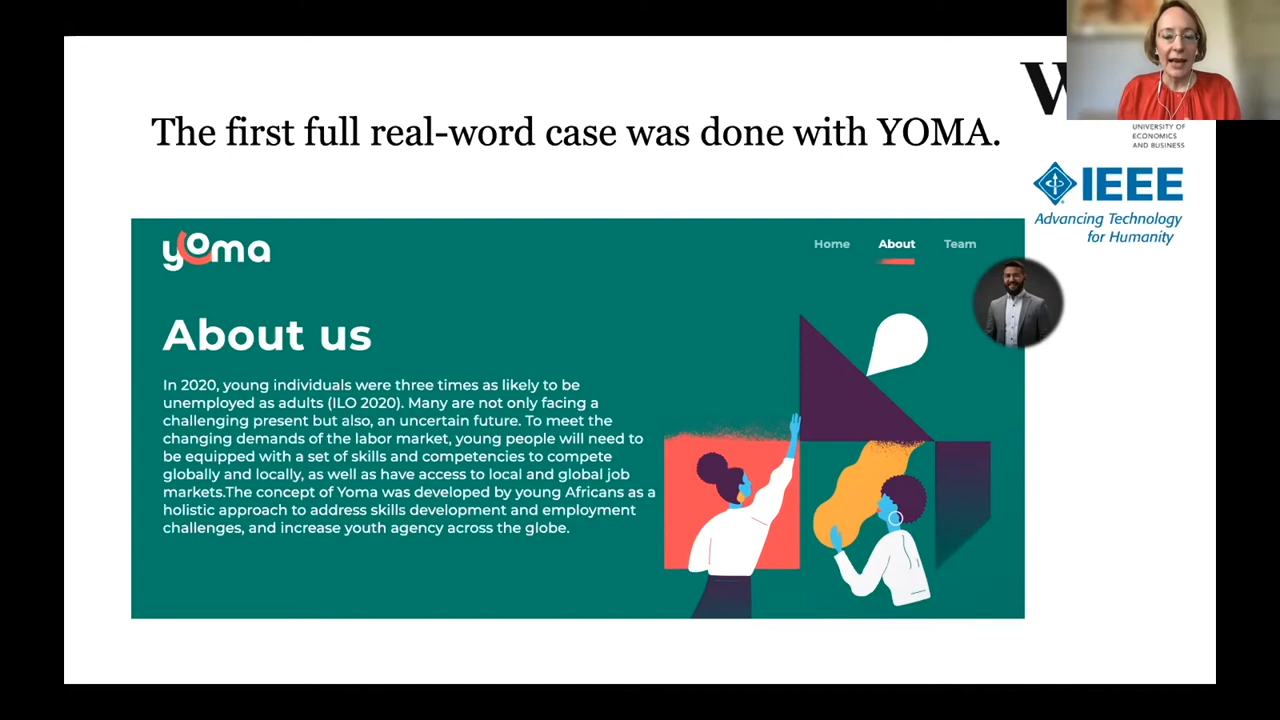 The first full real-word case was done with YOMA.
W
UNIVERSITY OF
ECONOMICS
AND BUSINESS
IEEE
Advancing Technology
for Humanity
yoma
Home About Team
About us
In 2020, young individuals were three times as likely to be
unemployed as adults (ILO 2020). Many are not only facing a
challenging present but also, an uncertain future. To meet the
changing demands of the labor market, young people will need to
be equipped with a set of skills and competencies to compete
globally and locally, as well as have access to local and global job
markets.The concept of Yoma was developed by young Africans as a
holistic approach to address skills development and employment
challenges, and increase youth agency across the globe.